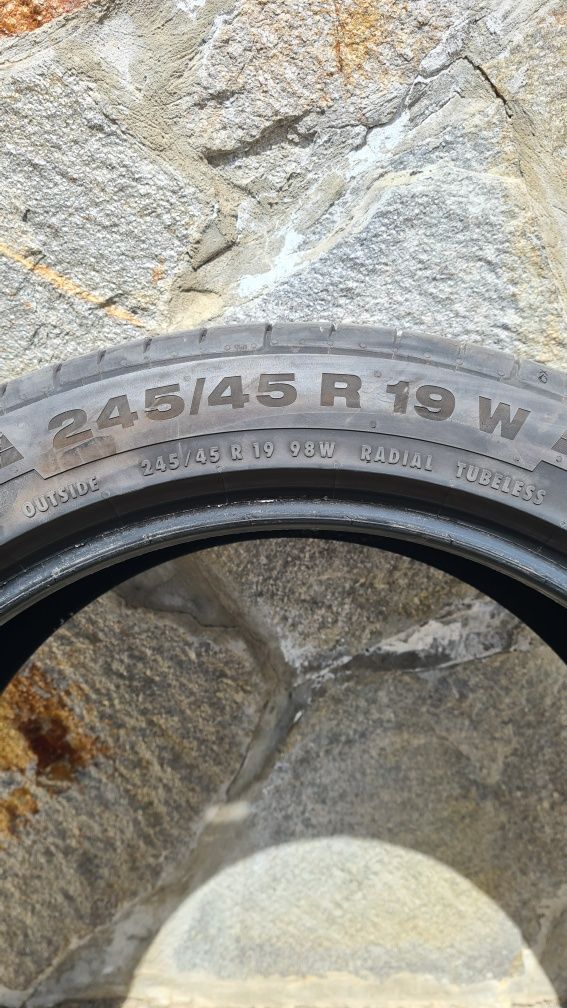 245/45 R 19 W
OUTSIDE 245/45 R 19 98W RADIAL TUBELESS